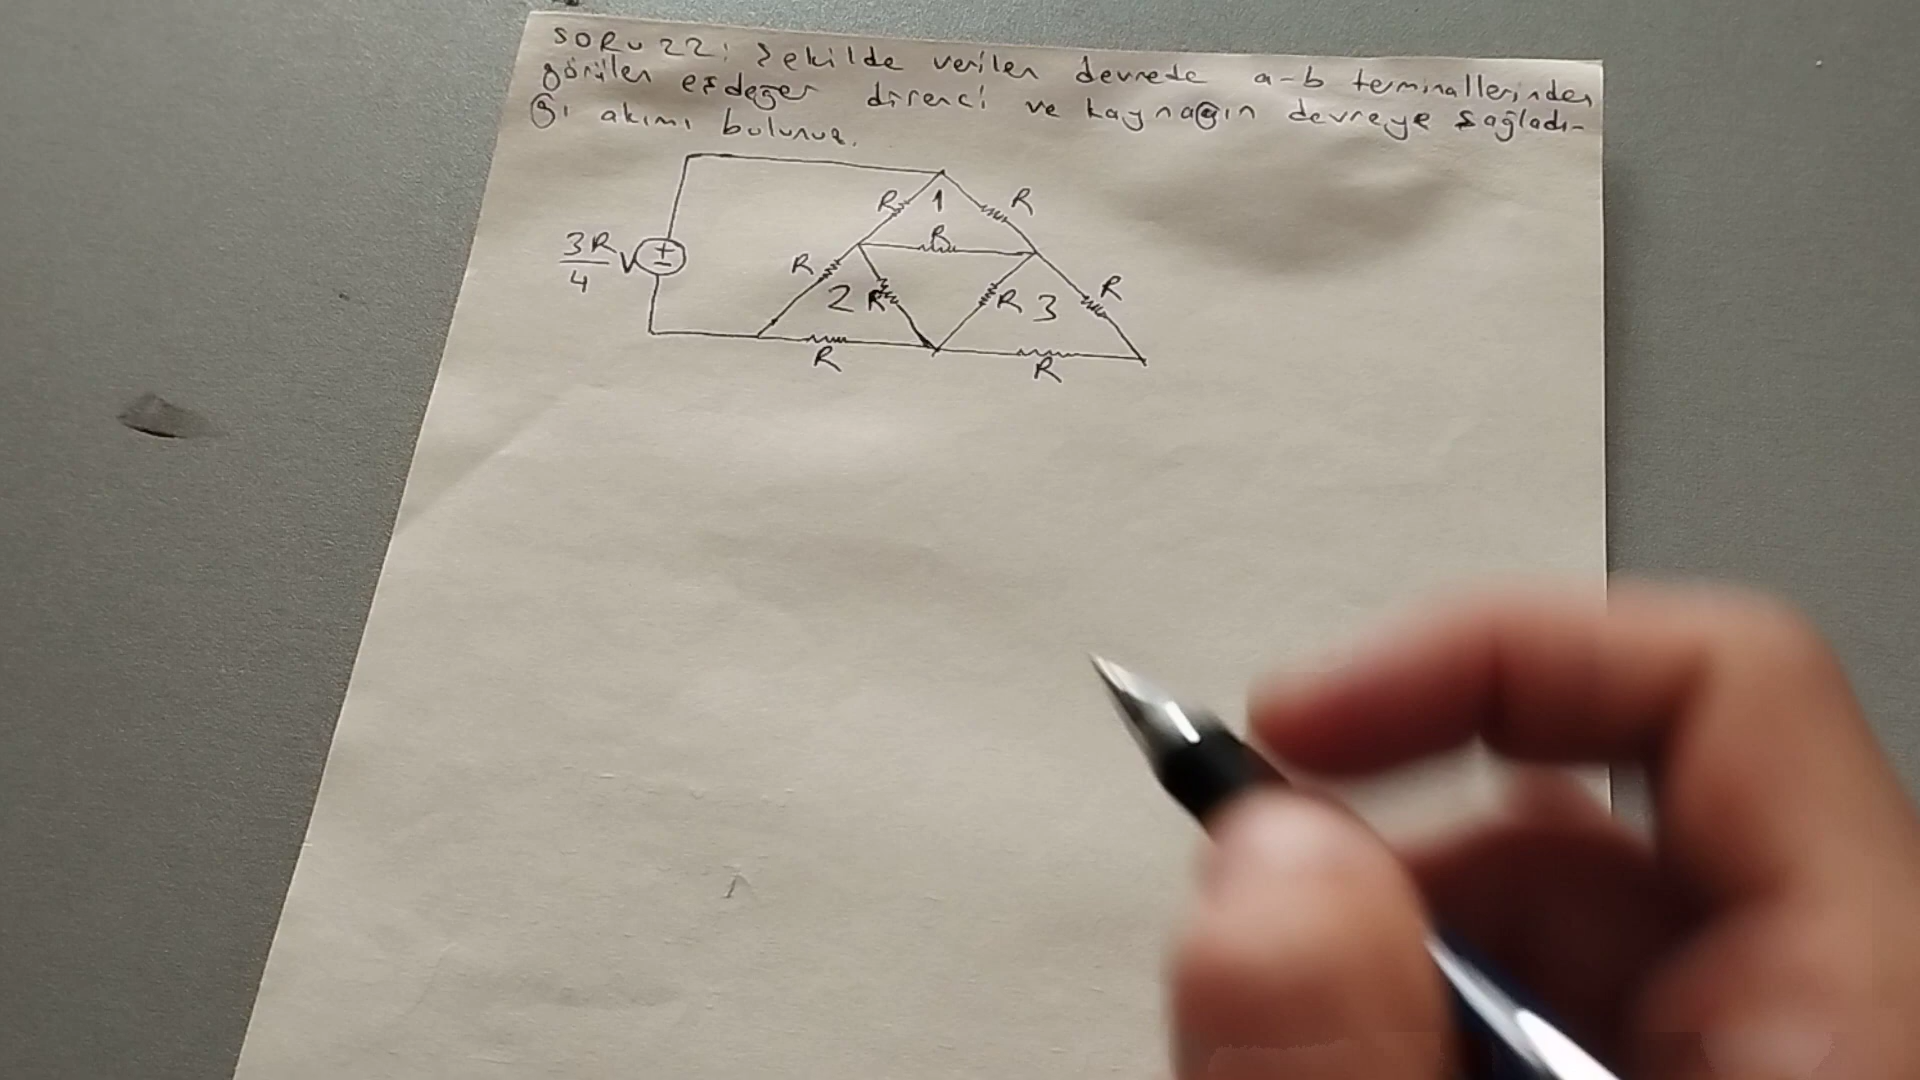 SORU 22: Şekilde verilen devrede a-b terminallerinden
görülen eşdeğer direnci ve kaynağın devreye sağladı-
ğı akımı bulunuz.
R 1 R
3R/4 V + - R R
R 2 R R 3
R R